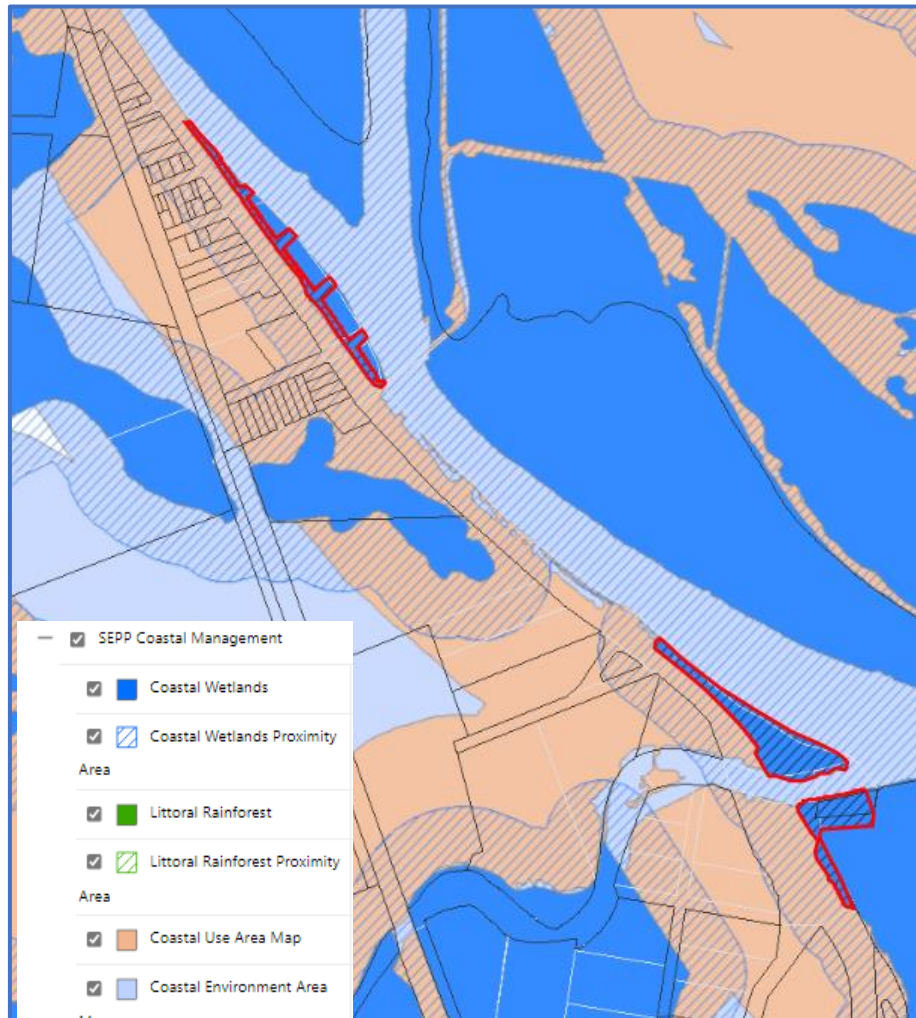 SEPP Coastal Management
Coastal Wetlands
Coastal Wetlands Proximity
Area
Littoral Rainforest
Littoral Rainforest Proximity
Area
Coastal Use Area Map
Coastal Environment Area